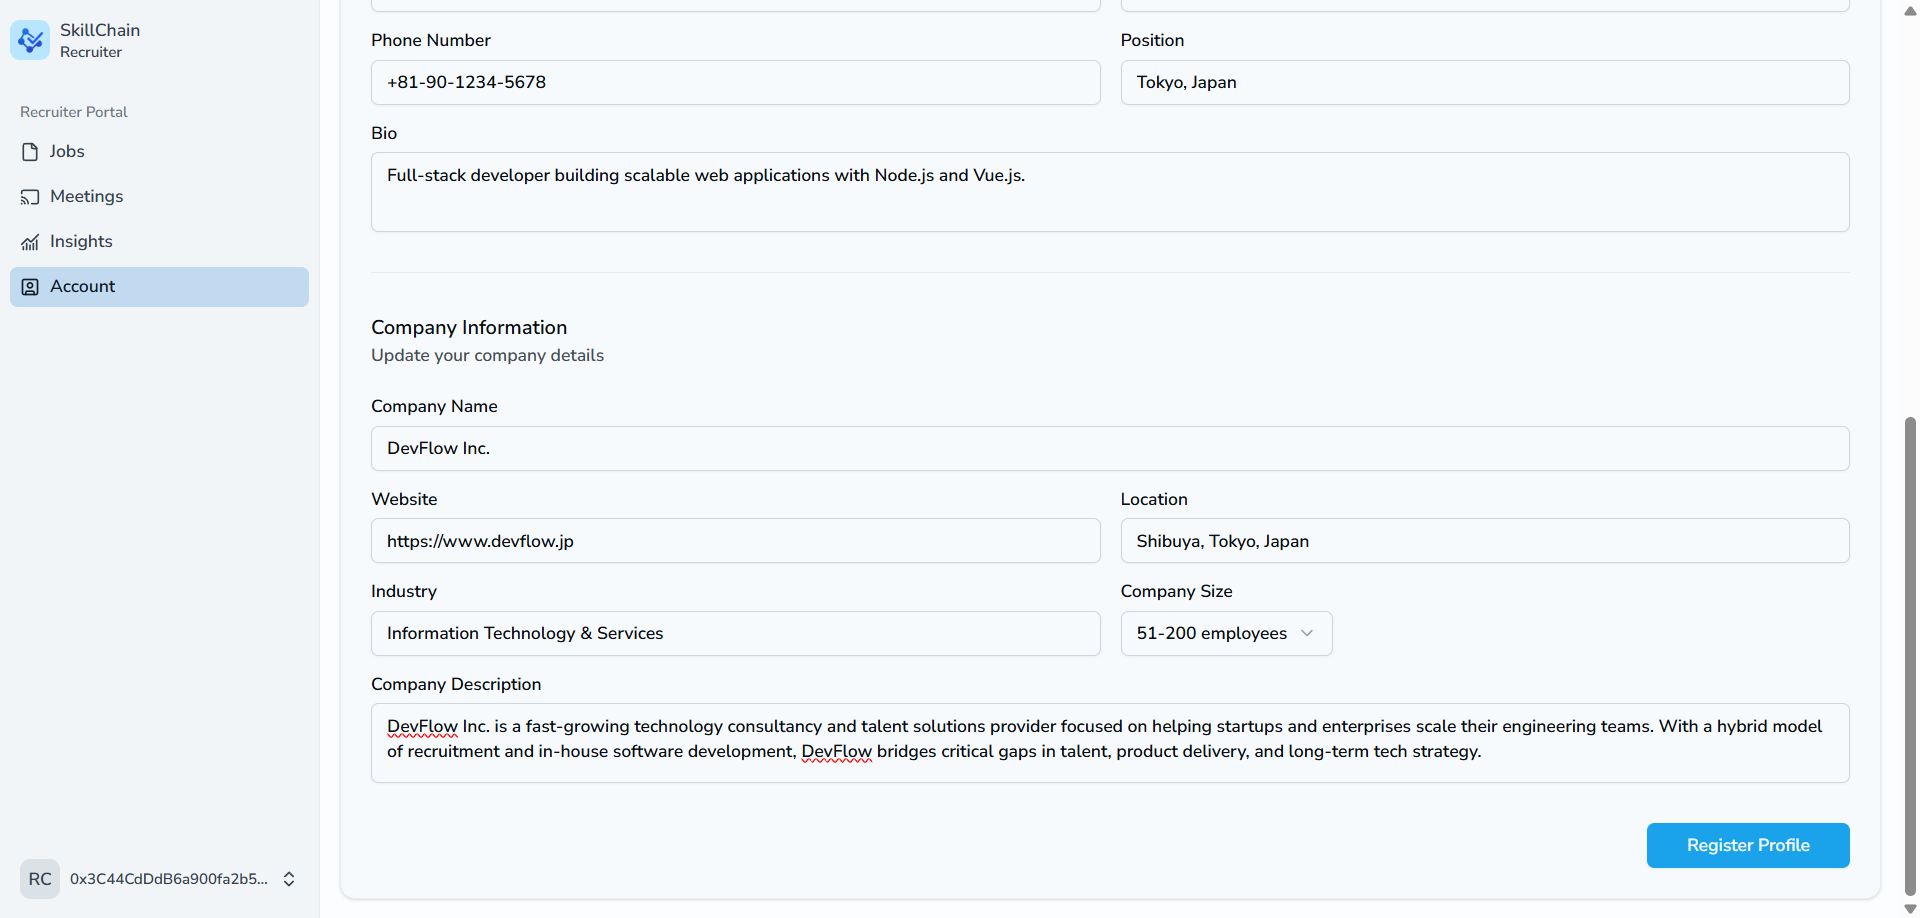 SkillChain
Recruiter
Recruiter Portal
Jobs
Meetings
Insights
Account
RC 0x3C44CdDdB6a900fa2b5...
Phone Number
+81-90-1234-5678
Position
Tokyo, Japan
Bio
Full-stack developer building scalable web applications with Node.js and Vue.js.
Company Information
Update your company details
Company Name
DevFlow Inc.
Website
https://www.devflow.jp
Location
Shibuya, Tokyo, Japan
Industry
Information Technology & Services
Company Size
51-200 employees
Company Description
DevFlow Inc. is a fast-growing technology consultancy and talent solutions provider focused on helping startups and enterprises scale their engineering teams. With a hybrid model
of recruitment and in-house software development, DevFlow bridges critical gaps in talent, product delivery, and long-term tech strategy.
Register Profile